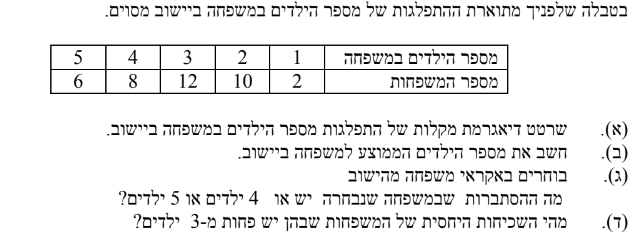 בטבלה שלפניך מתוארת ההתפלגות של מספר הילדים במשפחה ביישוב מסוים.
מספר הילדים במשפחה 1 2 3 4 5
מספר המשפחות 2 10 12 8 6
(א). שרטט דיאגרמת מקלות של התפלגות מספר הילדים במשפחה ביישוב.
(ב). חשב את מספר הילדים הממוצע למשפחה ביישוב.
(ג). בוחרים באקראי משפחה מהישוב
מה ההסתברות שבמשפחה שנבחרה יש או 4 ילדים או 5 ילדים?
(ד). מהי השכיחות היחסית של המשפחות שבהן יש פחות מ-3 ילדים?